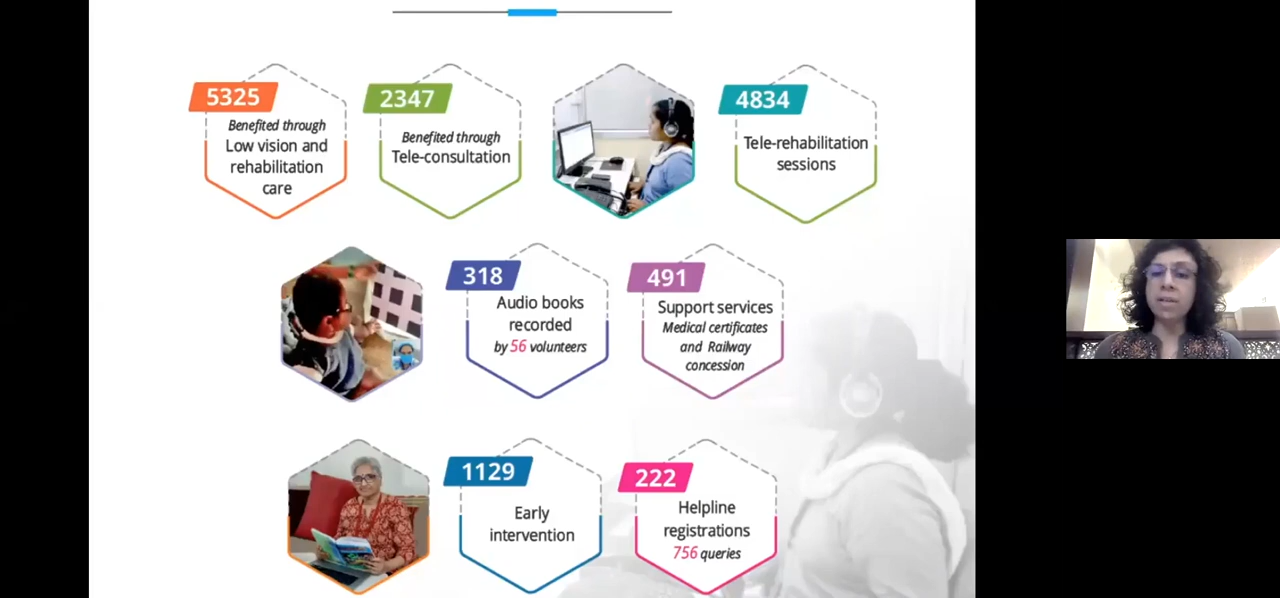 5325
Benefited through
Low vision and
rehabilitation
care
2347
Benefited through
Tele-consultation
4834
Tele-rehabilitation
sessions
318
Audio books
recorded
by 56 volunteers
491
Support services
Medical certificates
and Railway
concession
1129
Early
intervention
222
Helpline
registrations
756 queries